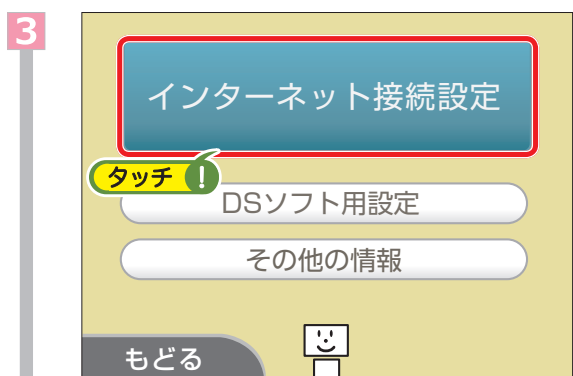 3
インターネット接続設定
タッチ!
DSソフト用設定
その他の情報
もどる